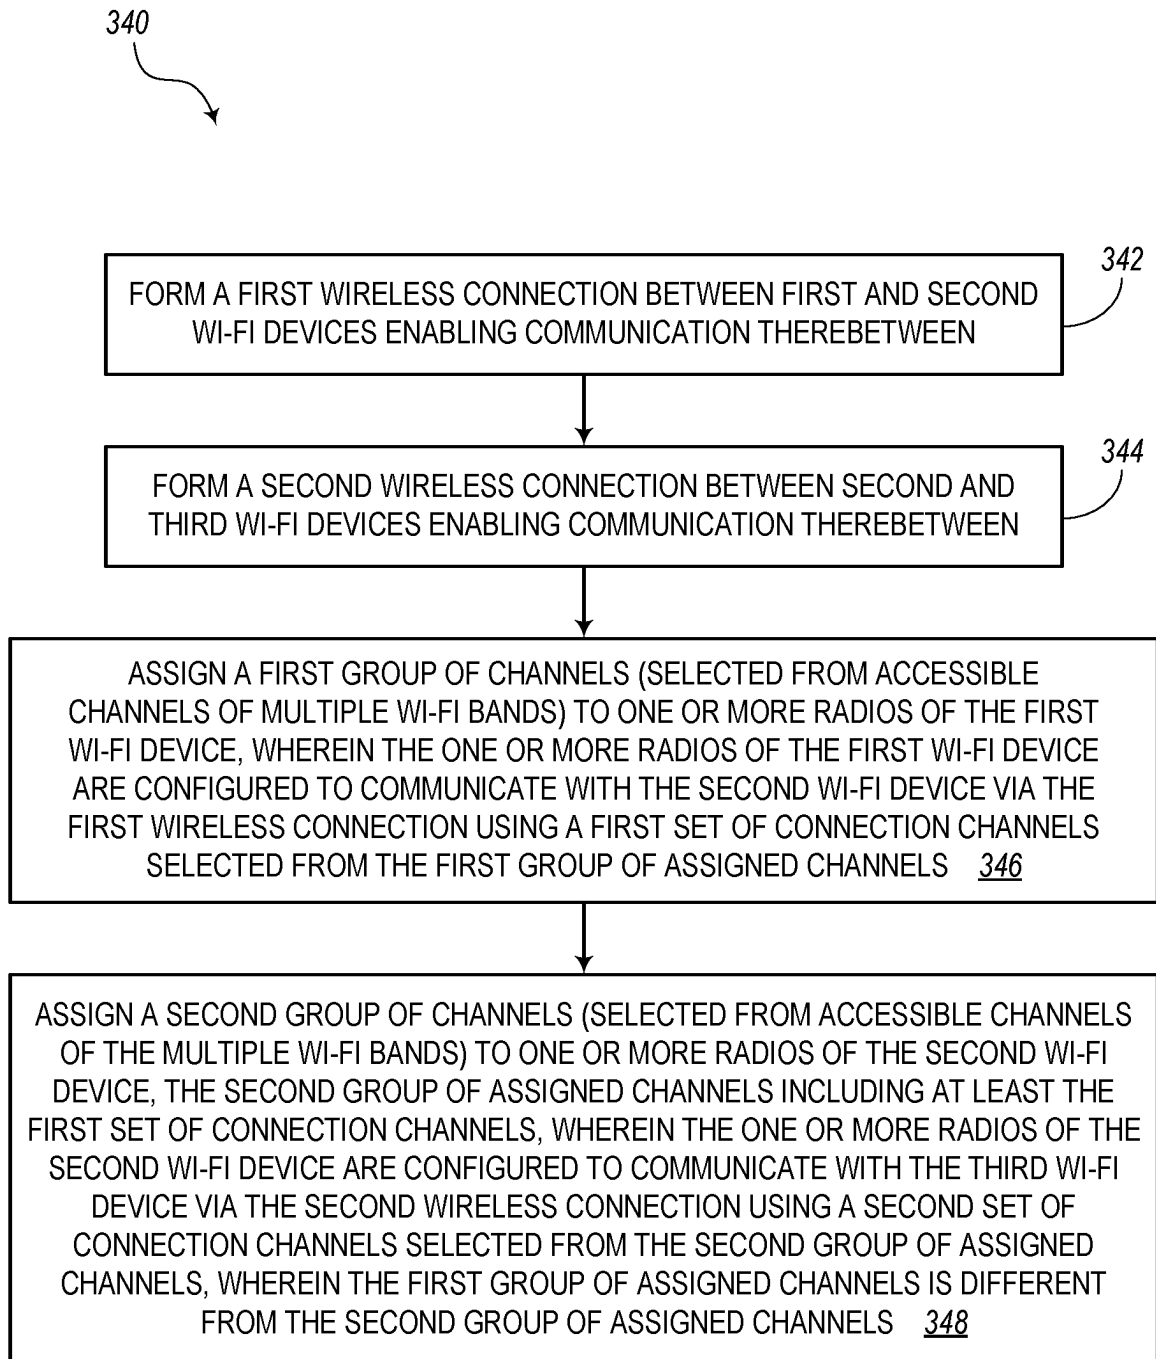 340
342
FORM A FIRST WIRELESS CONNECTION BETWEEN FIRST AND SECOND
WI-FI DEVICES ENABLING COMMUNICATION THEREBETWEEN
344
FORM A SECOND WIRELESS CONNECTION BETWEEN SECOND AND
THIRD WI-FI DEVICES ENABLING COMMUNICATION THEREBETWEEN
ASSIGN A FIRST GROUP OF CHANNELS (SELECTED FROM ACCESSIBLE
CHANNELS OF MULTIPLE WI-FI BANDS) TO ONE OR MORE RADIOS OF THE FIRST
WI-FI DEVICE, WHEREIN THE ONE OR MORE RADIOS OF THE FIRST WI-FI DEVICE
ARE CONFIGURED TO COMMUNICATE WITH THE SECOND WI-FI DEVICE VIA THE
FIRST WIRELESS CONNECTION USING A FIRST SET OF CONNECTION CHANNELS
SELECTED FROM THE FIRST GROUP OF ASSIGNED CHANNELS 346
ASSIGN A SECOND GROUP OF CHANNELS (SELECTED FROM ACCESSIBLE CHANNELS
OF THE MULTIPLE WI-FI BANDS) TO ONE OR MORE RADIOS OF THE SECOND WI-FI
DEVICE, THE SECOND GROUP OF ASSIGNED CHANNELS INCLUDING AT LEAST THE
FIRST SET OF CONNECTION CHANNELS, WHEREIN THE ONE OR MORE RADIOS OF THE
SECOND WI-FI DEVICE ARE CONFIGURED TO COMMUNICATE WITH THE THIRD WI-FI
DEVICE VIA THE SECOND WIRELESS CONNECTION USING A SECOND SET OF
CONNECTION CHANNELS SELECTED FROM THE SECOND GROUP OF ASSIGNED
CHANNELS, WHEREIN THE FIRST GROUP OF ASSIGNED CHANNELS IS DIFFERENT
FROM THE SECOND GROUP OF ASSIGNED CHANNELS 348